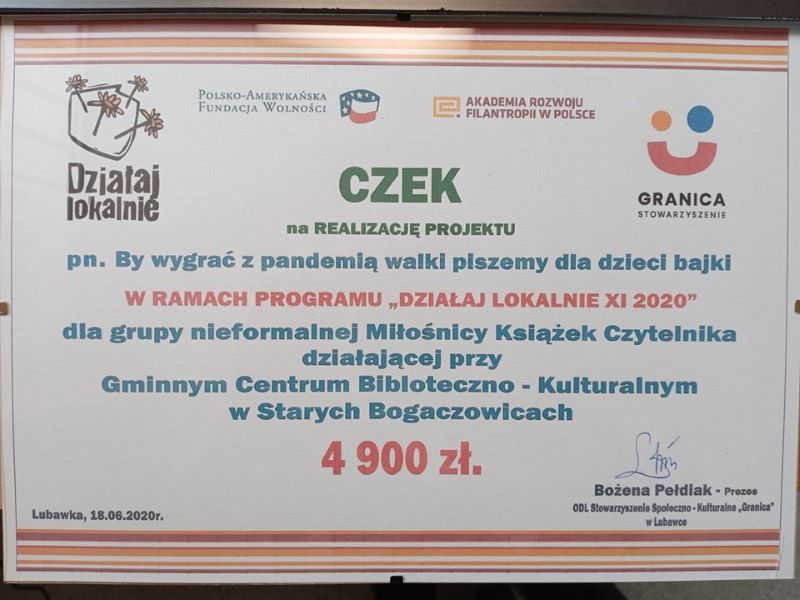 Działaj
lokalnie
POLSKO-AMERYKAŃSKA
FUNDACJA WOLNOŚCI
AKADEMIA ROZWOJU
FILANTROPII W POLSCE
GRANICA
STOWARZYSZENIE
CZEK
na REALIZACJĘ PROJEKTU
pn. By wygrać z pandemią walki piszemy dla dzieci bajki
W RAMACH PROGRAMU „DZIAŁAJ LOKALNIE XI 2020”
dla grupy nieformalnej Miłośnicy Książek Czytelnika
działającej przy
Gminnym Centrum Bibloteczno - Kulturalnym
w Starych Bogaczowicach
4 900 zł.
Bożena Pełdiak - Prezes
ODL Stowarzyszenie Społeczno - Kulturalne „Granica”
w Lubawce
Lubawka, 18.06.2020r.